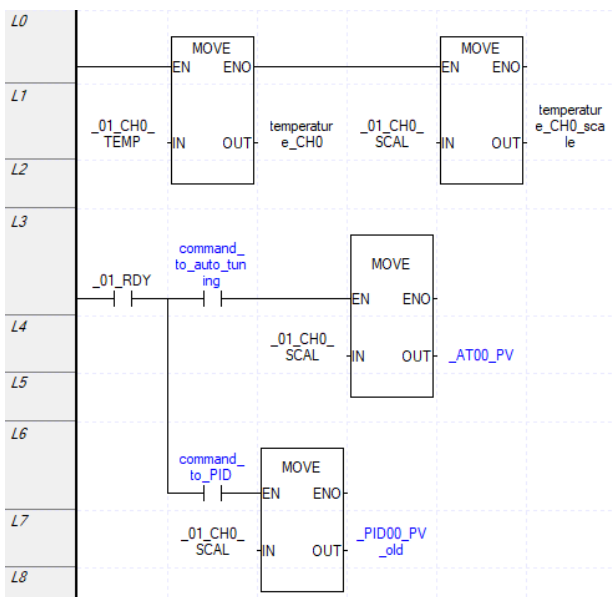 L0
MOVE
MOVE
EN ENO
EN ENO
L1
_01_CH0_
TEMP
IN OUT
temperatur
e_CH0
_01_CH0_
SCAL
IN OUT
temperatur
e_CH0_sca
le
L2
L3
command_
to_auto_tun
ing
_01_RDY
MOVE
EN ENO
L4
_01_CH0_
SCAL
IN OUT
_AT00_PV
L5
L6
command_
to_PID
MOVE
EN ENO
L7
_01_CH0_
SCAL
IN OUT
_PID00_PV
_old
L8